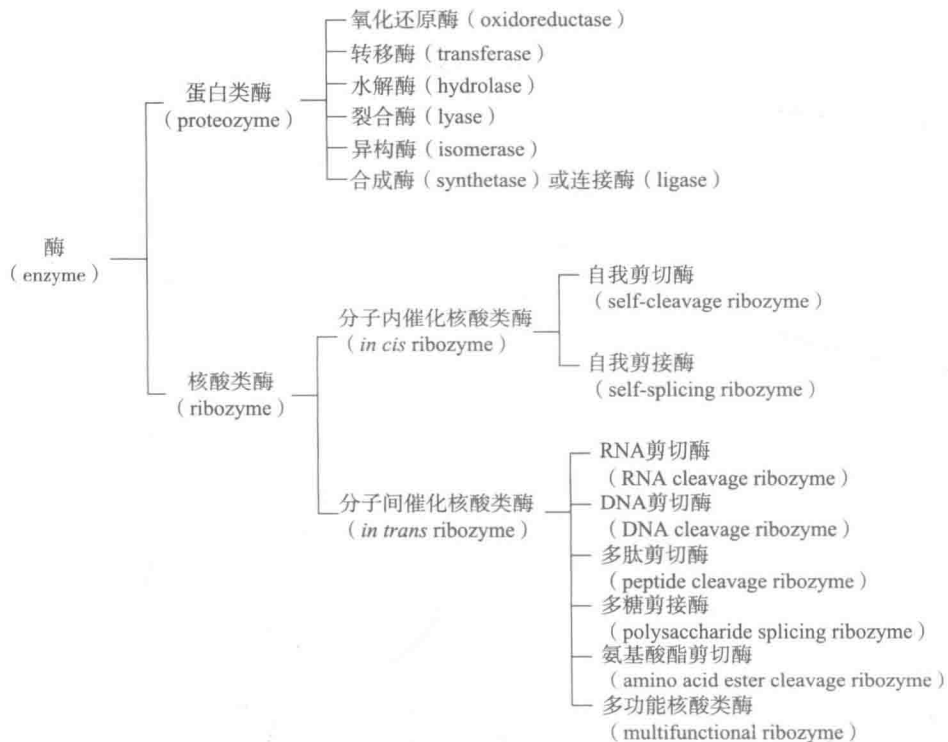 氧化还原酶（oxidoreductase）
转移酶（transferase）
水解酶（hydrolase）
裂合酶（lyase）
异构酶（isomerase）
合成酶（synthetase）或连接酶（ligase）
蛋白类酶
（proteozyme）
酶
（enzyme）
核酸类酶
（ribozyme）
分子内催化核酸类酶
（in cis ribozyme）
自我剪切酶
（self-cleavage ribozyme）
自我剪接酶
（self-splicing ribozyme）
分子间催化核酸类酶
（in trans ribozyme）
RNA剪切酶
（RNA cleavage ribozyme）
DNA剪切酶
（DNA cleavage ribozyme）
多肽剪切酶
（peptide cleavage ribozyme）
多糖剪接酶
（polysaccharide splicing ribozyme）
氨基酸酯剪切酶
（amino acid ester cleavage ribozyme）
多功能核酸类酶
（multifunctional ribozyme）